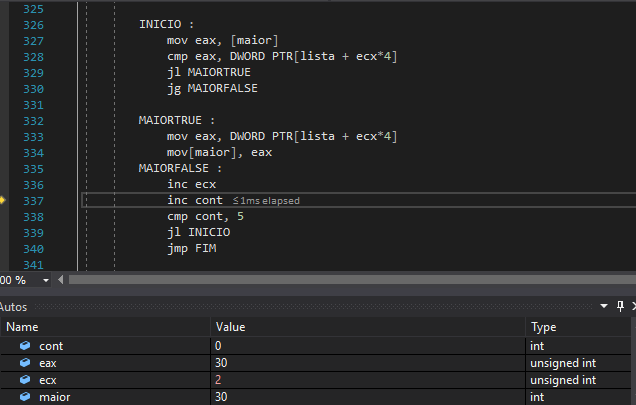 325
326 INICIO :
327 mov eax, [maior]
328 cmp eax, DWORD PTR[lista + ecx*4]
329 jl MAIORTRUE
330 jg MAIORFALSE
331
332 MAIORTRUE :
333 mov eax, DWORD PTR[lista + ecx*4]
334 mov[maior], eax
335 MAIORFALSE :
336 inc ecx
337 inc cont ≤1ms elapsed
338 cmp cont, 5
339 jl INICIO
340 jmp FIM
341
00 %
Autos
Name Value Type
cont 0 int
eax 30 unsigned int
ecx 2 unsigned int
maior 30 int